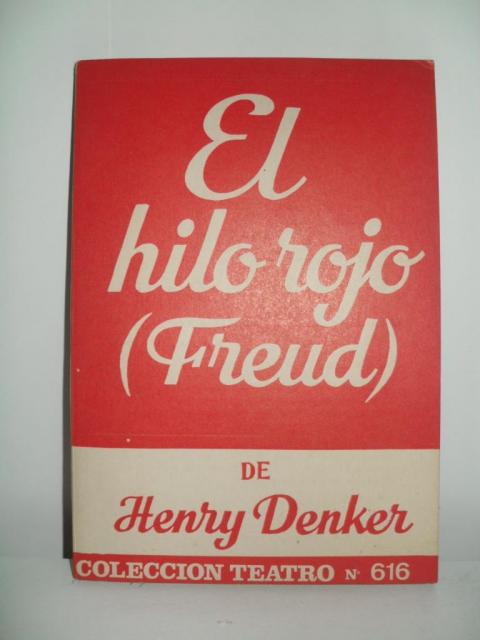 El
hilo rojo
(Freud)
DE
Henry Denker
COLECCION TEATRO Nº 616